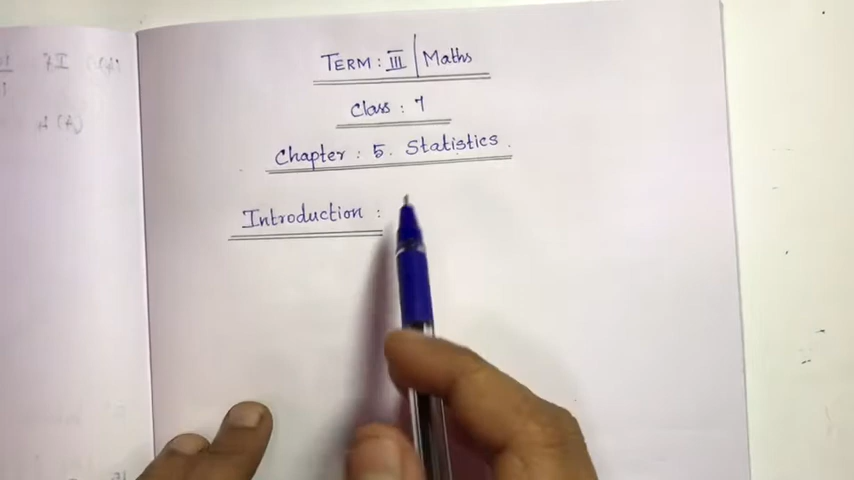 TERM : III | Maths
Class : 7
Chapter : 5. Statistics.
Introduction :